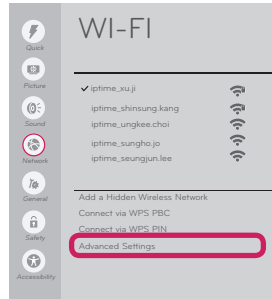 WI-FI
Quick
Picture
Sound
Network
General
Safety
Accessibility
iptime_xu.ji
iptime_shinsung.kang
iptime_ungkee.choi
iptime_sungho.jo
iptime_seungjun.lee
Add a Hidden Wireless Network
Connect via WPS PBC
Connect via WPS PIN
Advanced Settings